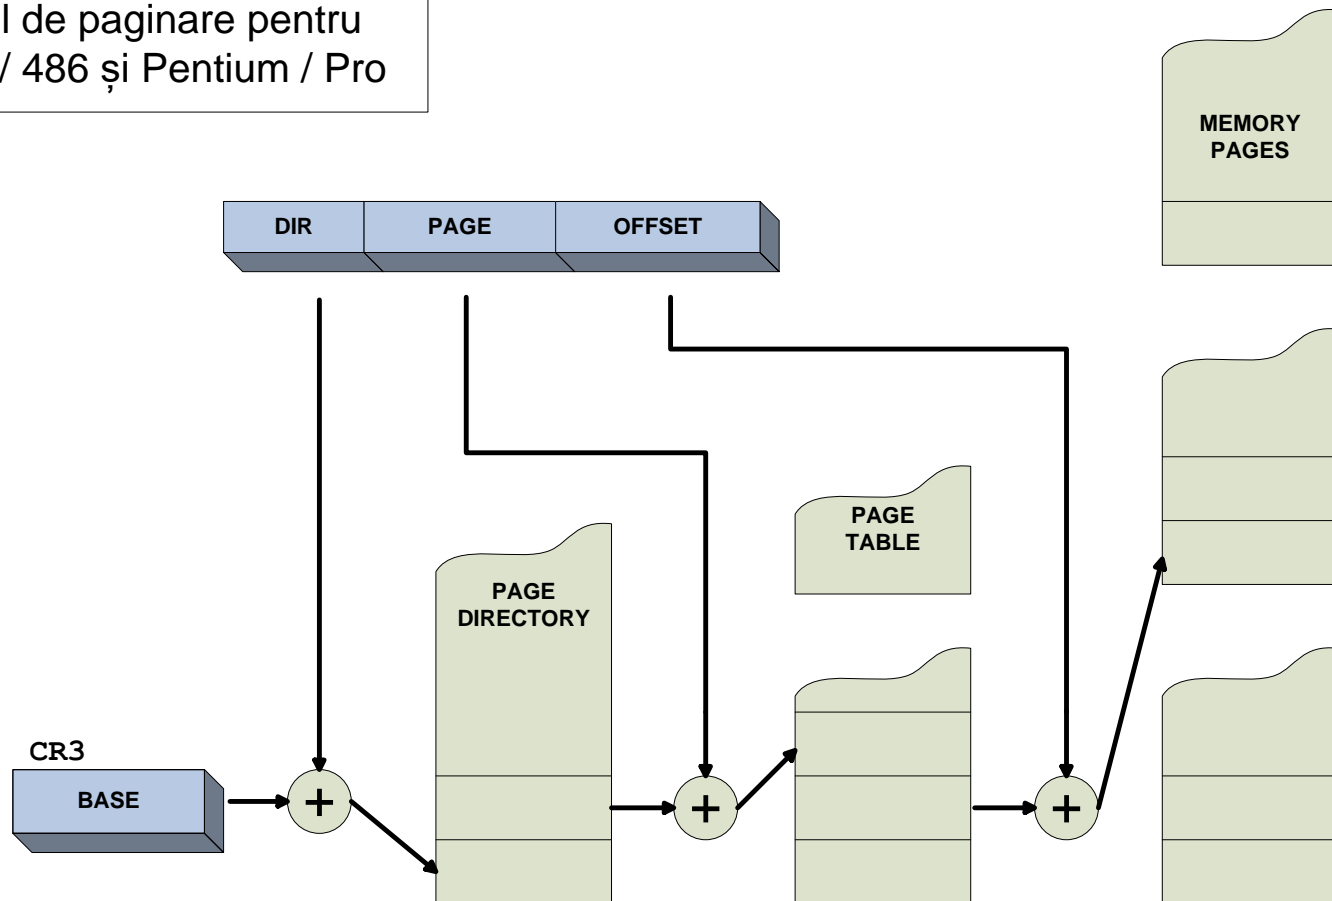 l de paginare pentru
/ 486 și Pentium / Pro
MEMORY
PAGES
DIR PAGE OFFSET
PAGE
TABLE
PAGE
DIRECTORY
CR3
BASE
+ + +